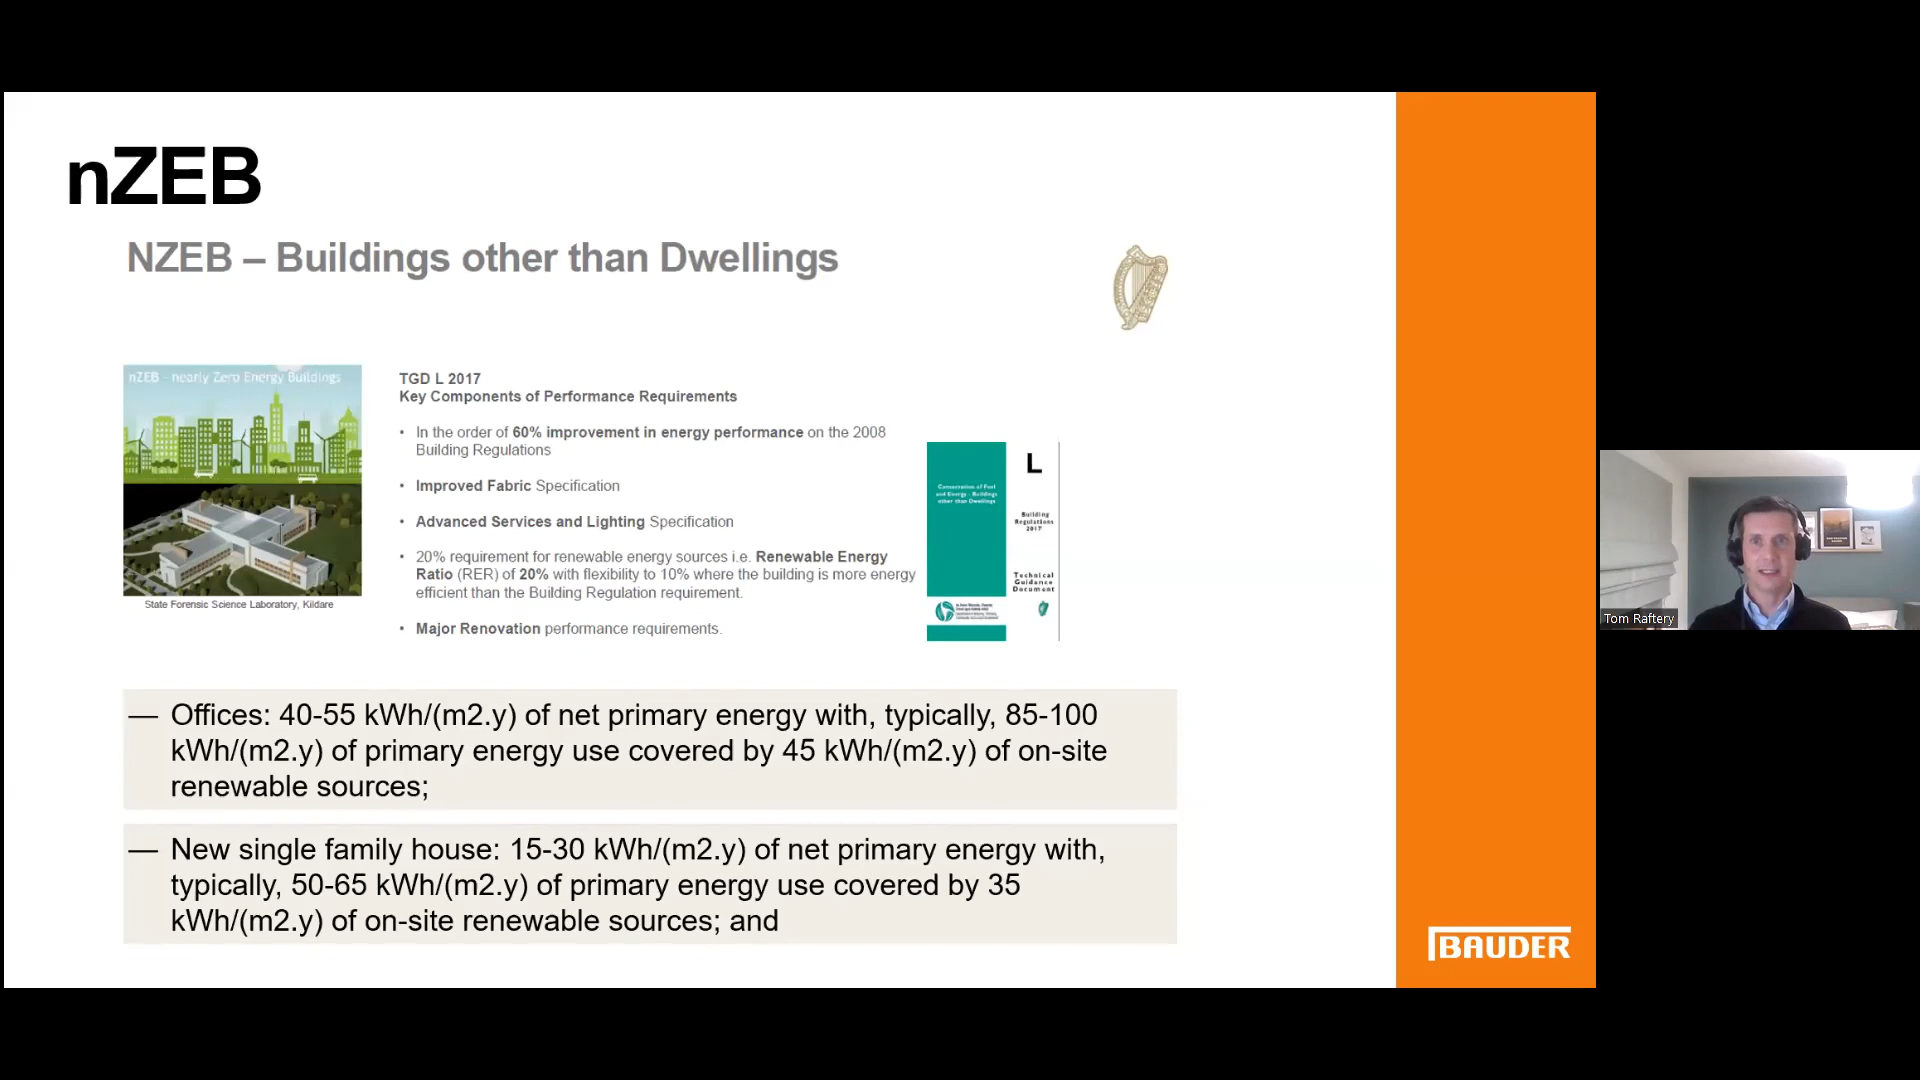 nZEB
NZEB – Buildings other than Dwellings
nZEB - nearly Zero Energy Buildings
State Forensic Science Laboratory, Kildare
TGD L 2017
Key Components of Performance Requirements
• In the order of 60% improvement in energy performance on the 2008
Building Regulations
• Improved Fabric Specification
• Advanced Services and Lighting Specification
• 20% requirement for renewable energy sources i.e. Renewable Energy
Ratio (RER) of 20% with flexibility to 10% where the building is more energy
efficient than the Building Regulation requirement.
• Major Renovation performance requirements.
Conservation of Fuel
and Energy - Buildings
other than Dwellings
L
Building
Regulations
2017
Technical
Guidance
Document
— Offices: 40-55 kWh/(m2.y) of net primary energy with, typically, 85-100
kWh/(m2.y) of primary energy use covered by 45 kWh/(m2.y) of on-site
renewable sources;
— New single family house: 15-30 kWh/(m2.y) of net primary energy with,
typically, 50-65 kWh/(m2.y) of primary energy use covered by 35
kWh/(m2.y) of on-site renewable sources; and
BAUDER
Tom Raftery